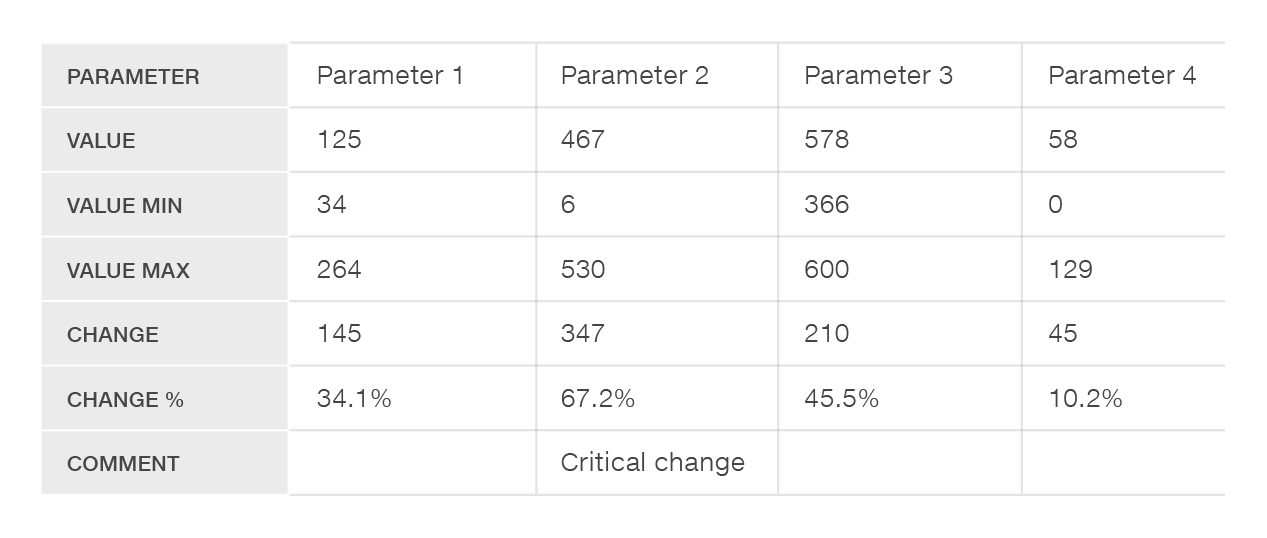 PARAMETER Parameter 1 Parameter 2 Parameter 3 Parameter 4
VALUE 125 467 578 58
VALUE MIN 34 6 366 0
VALUE MAX 264 530 600 129
CHANGE 145 347 210 45
CHANGE % 34.1% 67.2% 45.5% 10.2%
COMMENT Critical change